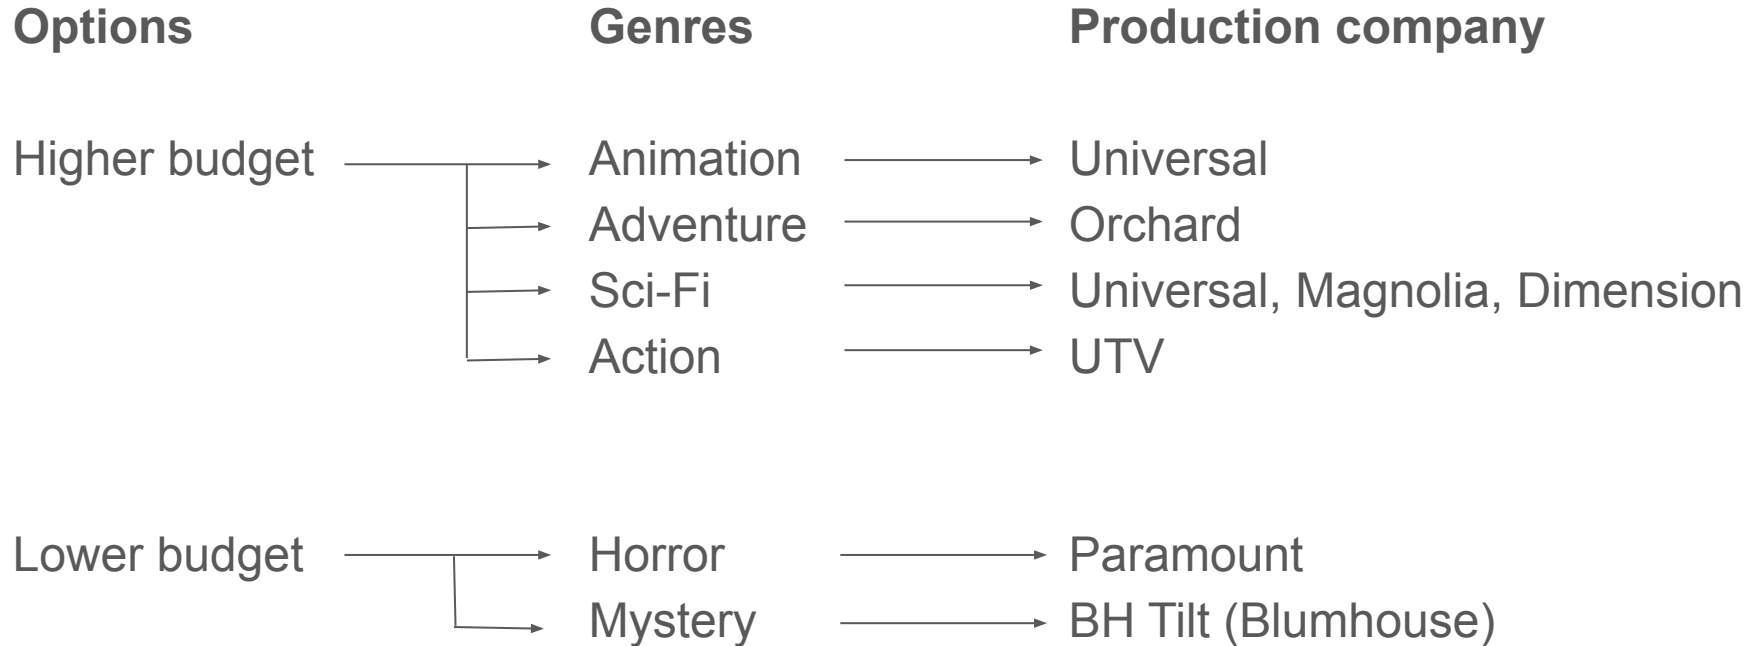 Options Genres Production company
Higher budget Animation Universal
Adventure Orchard
Sci-Fi Universal, Magnolia, Dimension
Action UTV
Lower budget Horror Paramount
Mystery BH Tilt (Blumhouse)